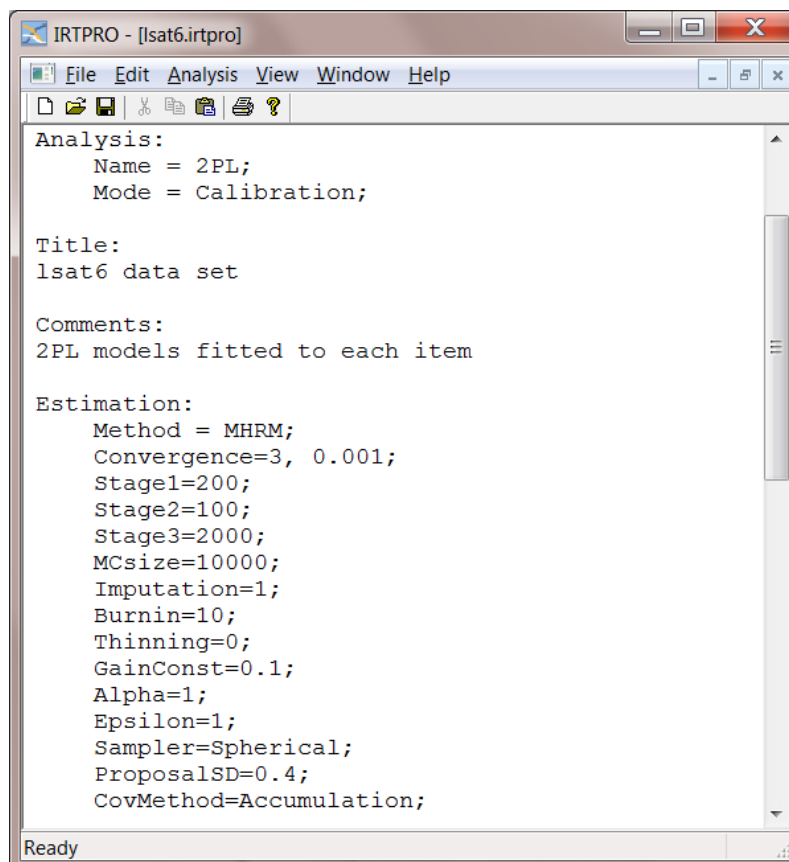 IRTPRO - [lsat6.irtpro]
File Edit Analysis View Window Help
Analysis:
Name = 2PL;
Mode = Calibration;
Title:
lsat6 data set
Comments:
2PL models fitted to each item
Estimation:
Method = MHRM;
Convergence=3, 0.001;
Stage1=200;
Stage2=100;
Stage3=2000;
MCsize=10000;
Imputation=1;
Burnin=10;
Thinning=0;
GainConst=0.1;
Alpha=1;
Epsilon=1;
Sampler=Spherical;
ProposalSD=0.4;
CovMethod=Accumulation;
Ready